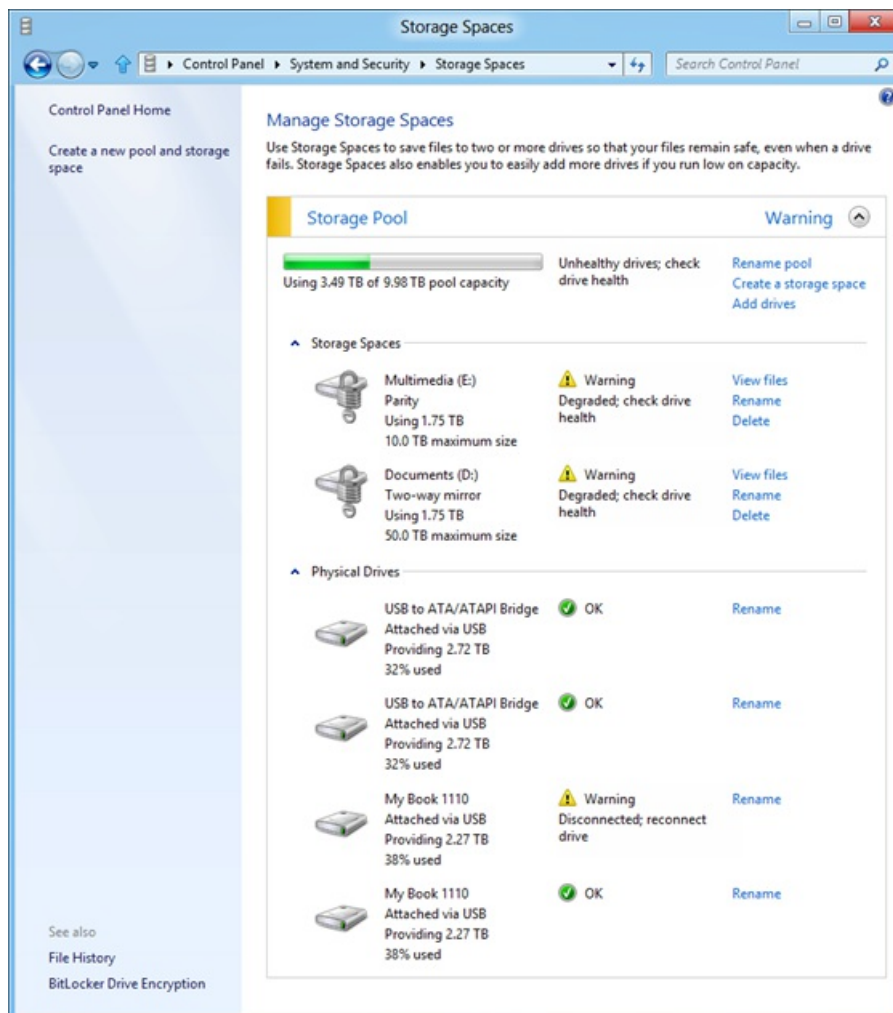 Storage Spaces
Control Panel
System and Security
Storage Spaces
Search Control Panel
Control Panel Home
Create a new pool and storage
space
Manage Storage Spaces
Use Storage Spaces to save files to two or more drives so that your files remain safe, even when a drive
fails. Storage Spaces also enables you to easily add more drives if you run low on capacity.
Storage Pool
Warning
Using 3.49 TB of 9.98 TB pool capacity
Unhealthy drives; check
drive health
Rename pool
Create a storage space
Add drives
Storage Spaces
Multimedia (E:)
Parity
Using 1.75 TB
10.0 TB maximum size
Warning
Degraded; check drive
health
View files
Rename
Delete
Documents (D:)
Two-way mirror
Using 1.75 TB
50.0 TB maximum size
Warning
Degraded; check drive
health
View files
Rename
Delete
Physical Drives
USB to ATA/ATAPI Bridge
Attached via USB
Providing 2.72 TB
32% used
OK
Rename
USB to ATA/ATAPI Bridge
Attached via USB
Providing 2.72 TB
32% used
OK
Rename
My Book 1110
Attached via USB
Providing 2.27 TB
38% used
Warning
Disconnected; reconnect
drive
Rename
My Book 1110
Attached via USB
Providing 2.27 TB
38% used
OK
Rename
See also
File History
BitLocker Drive Encryption